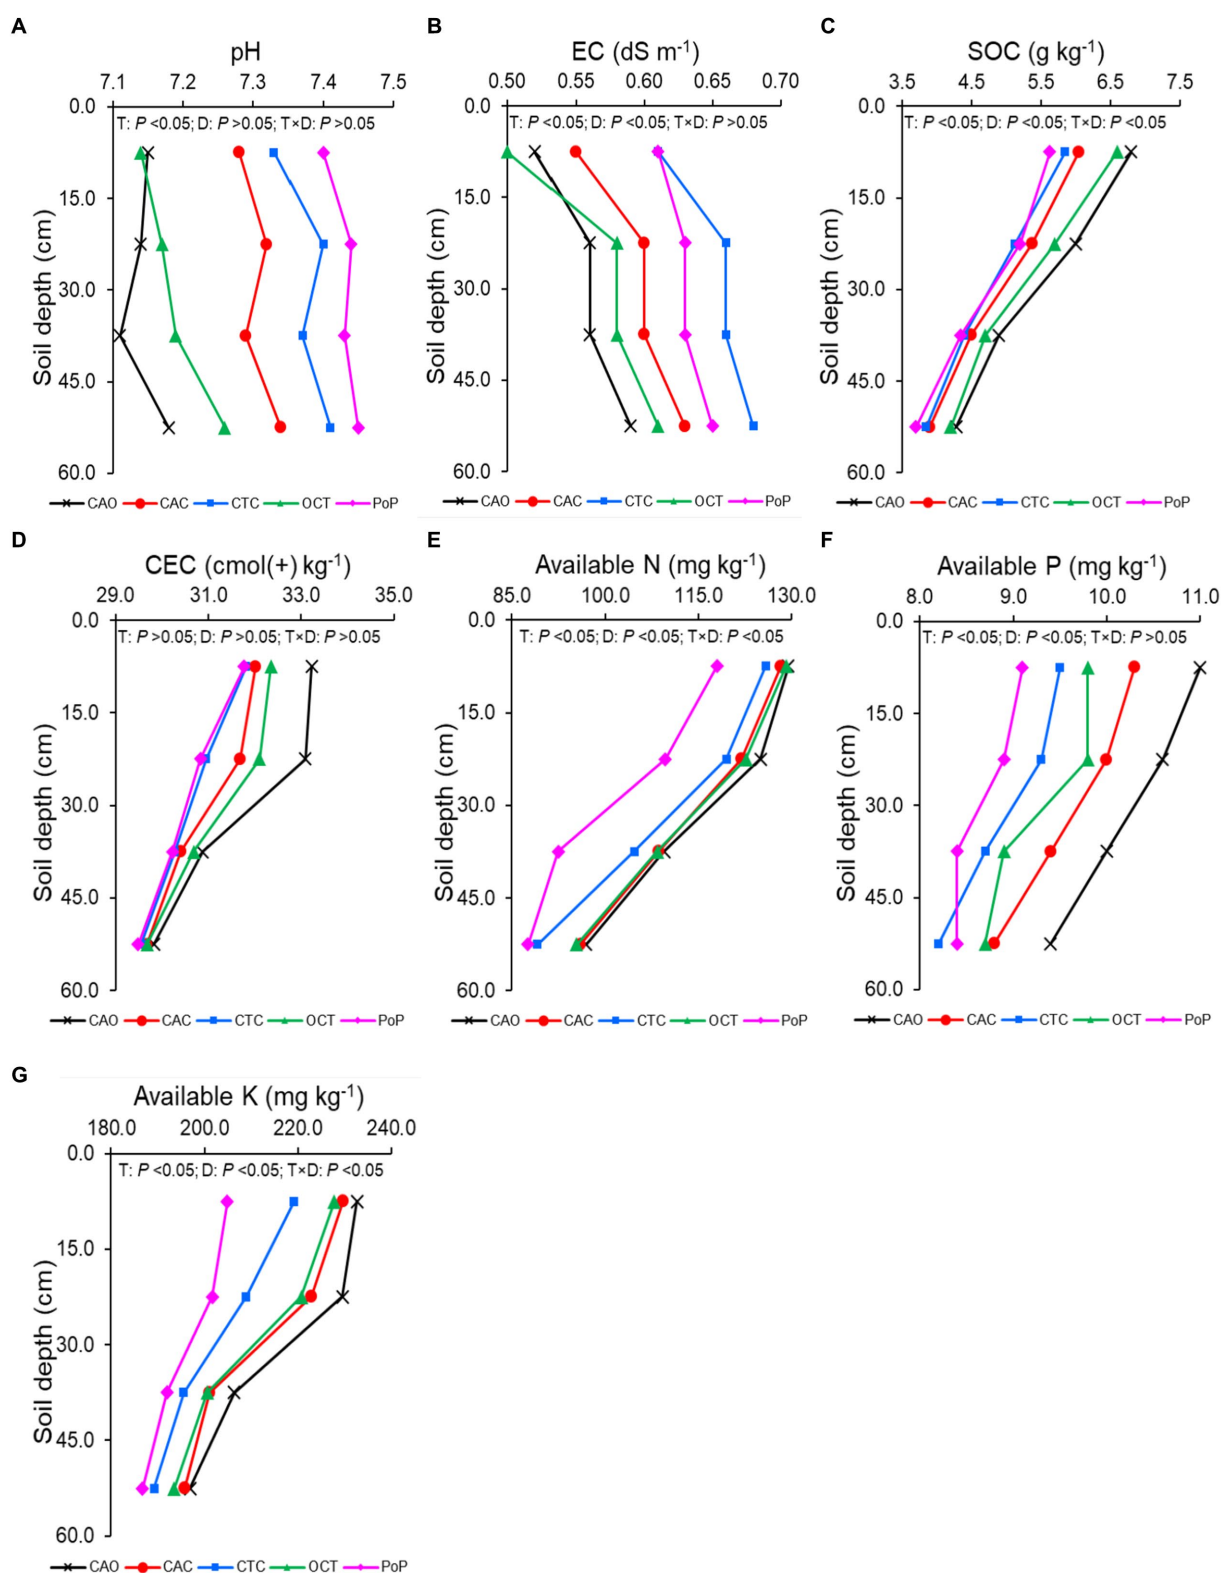 A
pH
7.1 7.2 7.3 7.4 7.5
T: P <0.05; D: P >0.05; T×D: P >0.05
0.0
15.0
30.0
45.0
60.0
Soil depth (cm)
CAO CAC CTC OCT PoP
B
EC (dS m-1)
0.50 0.55 0.60 0.65 0.70
T: P <0.05; D: P <0.05; T×D: P >0.05
0.0
15.0
30.0
45.0
60.0
Soil depth (cm)
CAO CAC CTC OCT PoP
C
SOC (g kg-1)
3.5 4.5 5.5 6.5 7.5
T: P <0.05; D: P <0.05; T×D: P <0.05
0.0
15.0
30.0
45.0
60.0
Soil depth (cm)
CAO CAC CTC OCT PoP
D
CEC (cmol(+) kg-1)
29.0 31.0 33.0 35.0
T: P >0.05; D: P >0.05; T×D: P >0.05
0.0
15.0
30.0
45.0
60.0
Soil depth (cm)
CAO CAC CTC OCT PoP
E
Available N (mg kg-1)
85.0 100.0 115.0 130.0
T: P <0.05; D: P <0.05; T×D: P <0.05
0.0
15.0
30.0
45.0
60.0
Soil depth (cm)
CAO CAC CTC OCT PoP
F
Available P (mg kg-1)
8.0 9.0 10.0 11.0
T: P <0.05; D: P <0.05; T×D: P >0.05
0.0
15.0
30.0
45.0
60.0
Soil depth (cm)
CAO CAC CTC OCT PoP
G
Available K (mg kg-1)
180.0 200.0 220.0 240.0
T: P <0.05; D: P <0.05; T×D: P <0.05
0.0
15.0
30.0
45.0
60.0
Soil depth (cm)
CAO CAC CTC OCT PoP